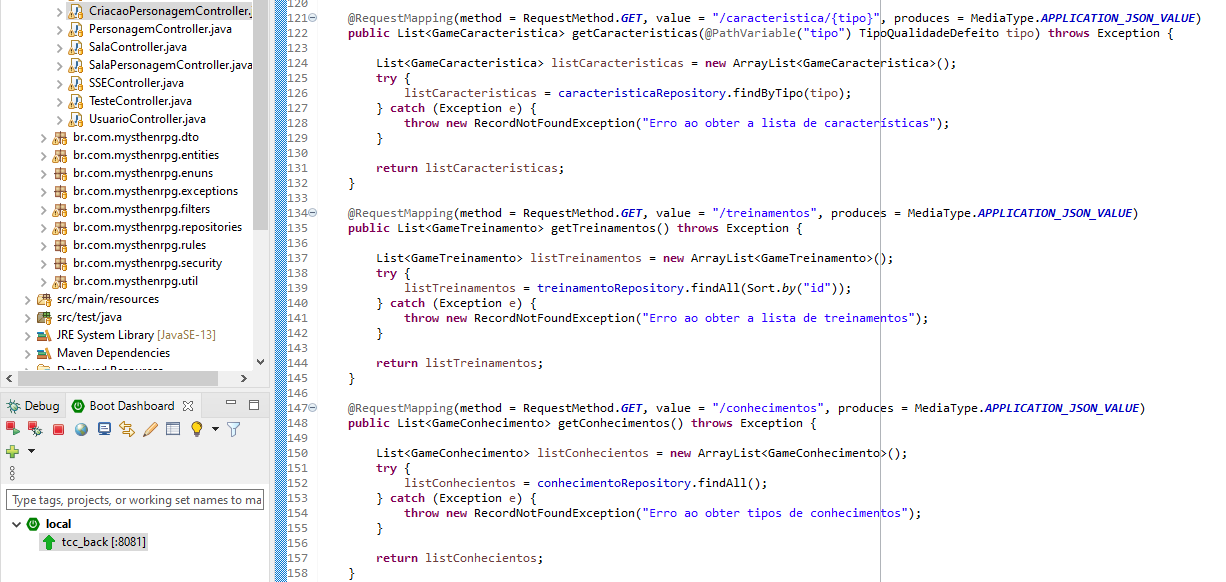 CriacaoPersonagemController.j
PersonagemController.java
SalaController.java
SalaPersonagemController.java
SSEController.java
TesteController.java
UsuarioController.java
br.com.mysthenrpg.dto
br.com.mysthenrpg.entities
br.com.mysthenrpg.enuns
br.com.mysthenrpg.exceptions
br.com.mysthenrpg.filters
br.com.mysthenrpg.repositories
br.com.mysthenrpg.rules
br.com.mysthenrpg.security
br.com.mysthenrpg.util
src/main/resources
src/test/java
JRE System Library [JavaSE-13]
Maven Dependencies
Deployed Resources
Debug
Boot Dashboard
Type tags, projects, or working set names to ma
local
tcc_back [:8081]
120
121 @RequestMapping(method = RequestMethod.GET, value = "/caracteristica/{tipo}", produces = MediaType.APPLICATION_JSON_VALUE)
122 public List<GameCaracteristica> getCaracteristicas(@PathVariable("tipo") TipoQualidadeDefeito tipo) throws Exception {
123
124 List<GameCaracteristica> listCaracteristicas = new ArrayList<GameCaracteristica>();
125 try {
126 listCaracteristicas = caracteristicaRepository.findByTipo(tipo);
127 } catch (Exception e) {
128 throw new RecordNotFoundException("Erro ao obter a lista de características");
129 }
130
131 return listCaracteristicas;
132 }
133
134 @RequestMapping(method = RequestMethod.GET, value = "/treinamentos", produces = MediaType.APPLICATION_JSON_VALUE)
135 public List<GameTreinamento> getTreinamentos() throws Exception {
136
137 List<GameTreinamento> listTreinamentos = new ArrayList<GameTreinamento>();
138 try {
139 listTreinamentos = treinamentoRepository.findAll(Sort.by("id"));
140 } catch (Exception e) {
141 throw new RecordNotFoundException("Erro ao obter a lista de treinamentos");
142 }
143
144 return listTreinamentos;
145 }
146
147 @RequestMapping(method = RequestMethod.GET, value = "/conhecimentos", produces = MediaType.APPLICATION_JSON_VALUE)
148 public List<GameConhecimento> getConhecimentos() throws Exception {
149
150 List<GameConhecimento> listConhecientos = new ArrayList<GameConhecimento>();
151 try {
152 listConhecientos = conhecimentoRepository.findAll();
153 } catch (Exception e) {
154 throw new RecordNotFoundException("Erro ao obter tipos de conhecimentos");
155 }
156
157 return listConhecientos;
158 }